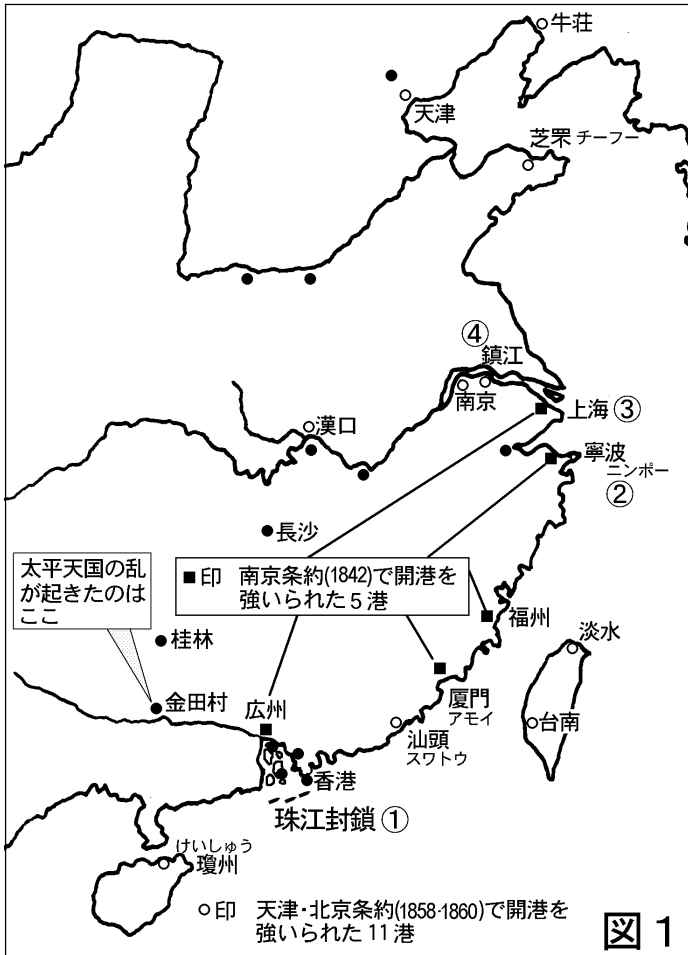 牛荘
天津
芝罘 チーフー
④
鎮江
南京
上海 ③
漢口
寧波
ニンポー
②
長沙
太平天国の乱
が起きたのは
ここ
■印 南京条約(1842)で開港を
強いられた5港
福州
淡水
桂林
金田村
広州
厦門
アモイ
台南
汕頭
スワトウ
香港
珠江封鎖 ①
けいしゅう
瓊州
○印 天津・北京条約(1858-1860)で開港を
強いられた11港
図1